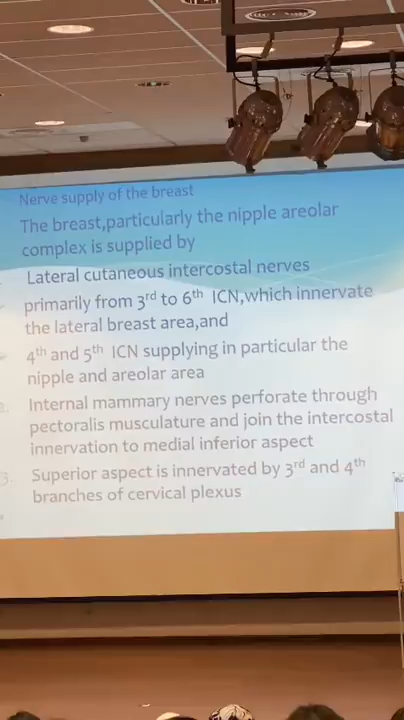 Nerve supply of the breast
The breast,particularly the nipple areolar
complex is supplied by
Lateral cutaneous intercostal nerves
primarily from 3rd to 6th ICN,which innervate
the lateral breast area,and
4th and 5th ICN supplying in particular the
nipple and areolar area
2. Internal mammary nerves perforate through
pectoralis musculature and join the intercostal
innervation to medial inferior aspect
3. Superior aspect is innervated by 3rd and 4th
branches of cervical plexus